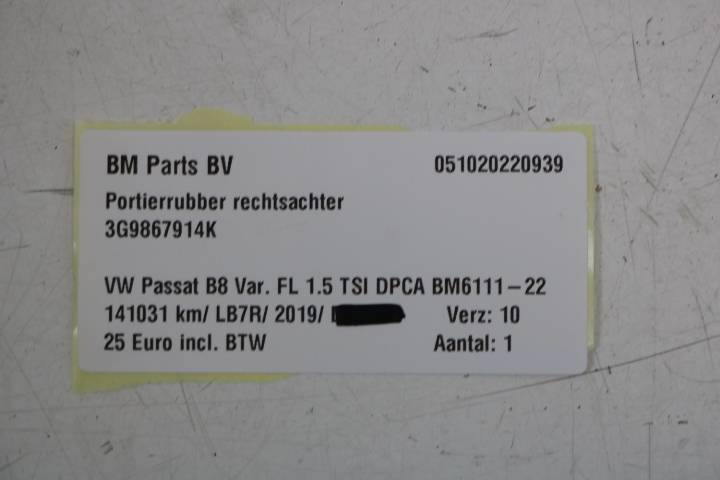 BM Parts BV 051020220939
Portierrubber rechtsachter
3G9867914K
VW Passat B8 Var. FL 1.5 TSI DPCA BM6111-22
141031 km/ LB7R/ 2019/ Verz: 10
25 Euro incl. BTW Aantal: 1